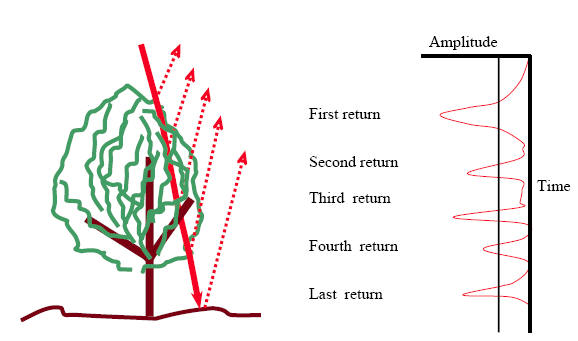 Amplitude
First return
Second return
Time
Third return
Fourth return
Last return